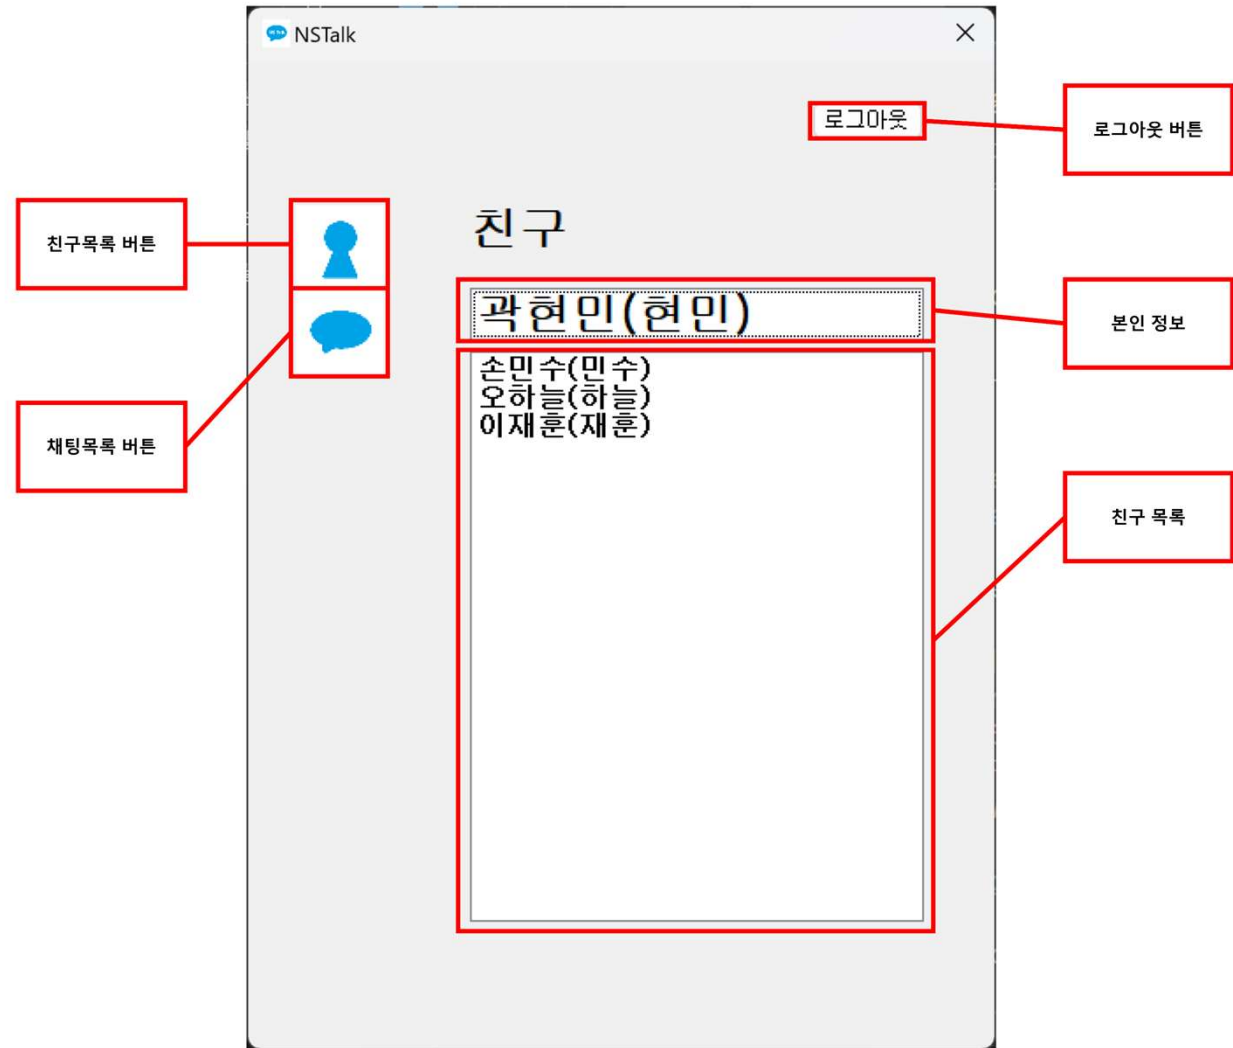 NSTalk
로그아웃
로그아웃 버튼
친구목록 버튼
친구
곽현민(현민)
본인 정보
손민수(민수)
오하늘(하늘)
이재훈(재훈)
채팅목록 버튼
친구 목록